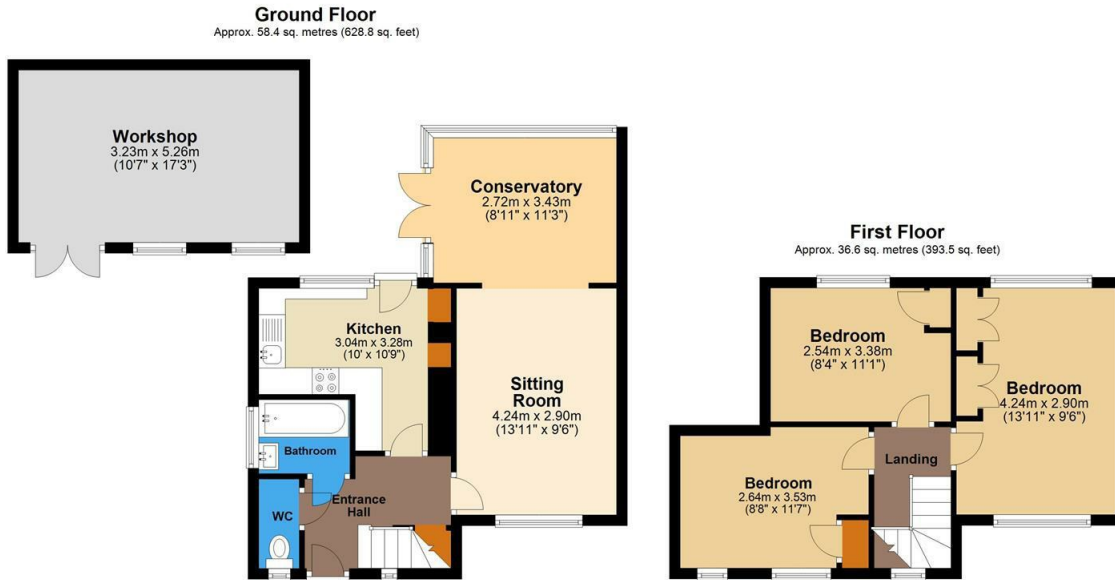 Ground Floor
Approx. 58.4 sq. metres (628.8 sq. feet)
Workshop
3.23m x 5.26m
(10'7" x 17'3")
Conservatory
2.72m x 3.43m
(8'11" x 11'3")
Kitchen
3.04m x 3.28m
(10' x 10'9")
Sitting
Room
4.24m x 2.90m
(13'11" x 9'6")
Bathroom
Entrance
Hall
WC
First Floor
Approx. 36.6 sq. metres (393.5 sq. feet)
Bedroom
2.54m x 3.38m
(8'4" x 11'1")
Bedroom
4.24m x 2.90m
(13'11" x 9'6")
Landing
Bedroom
2.64m x 3.53m
(8'8" x 11'7")